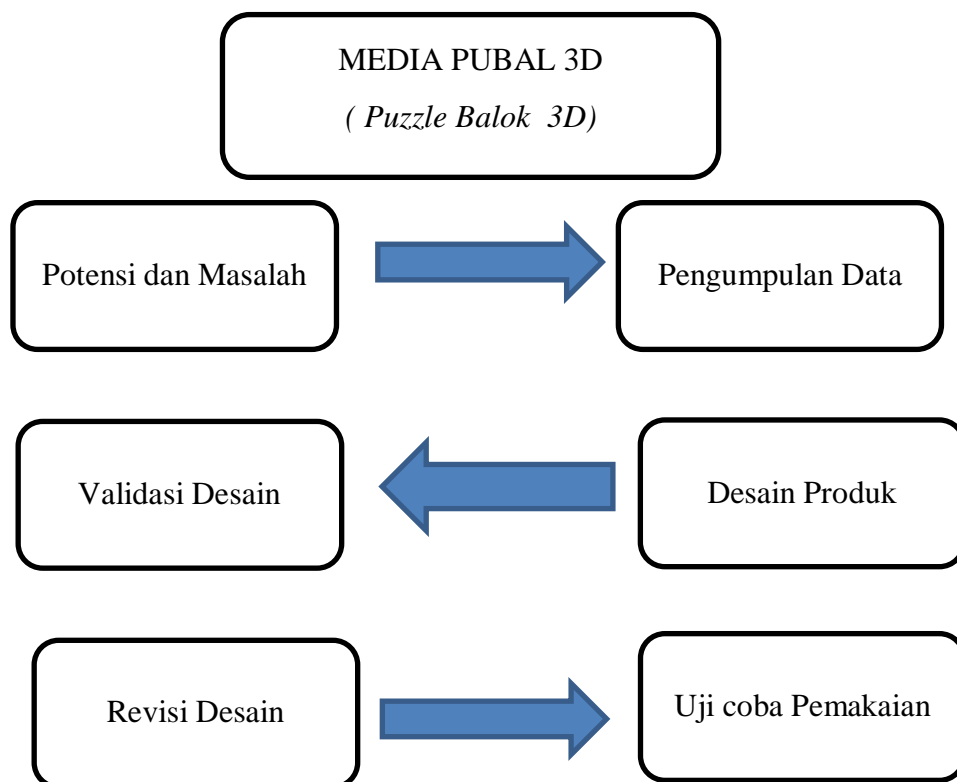 MEDIA PUBAL 3D
( Puzzle Balok 3D)
Potensi dan Masalah
Pengumpulan Data
Validasi Desain
Desain Produk
Revisi Desain
Uji coba Pemakaian